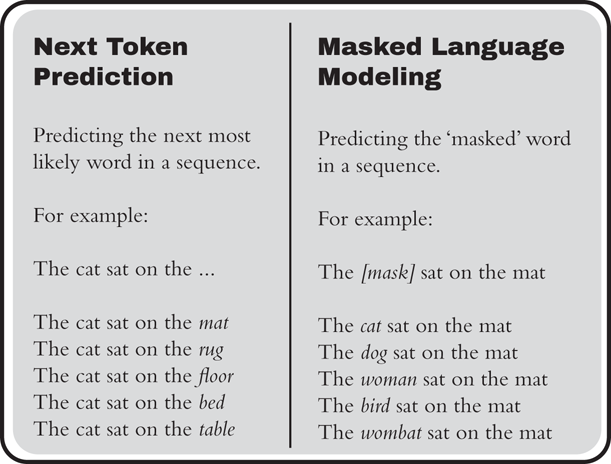 Next Token
Prediction
Predicting the next most
likely word in a sequence.
For example:
The cat sat on the ...
The cat sat on the mat
The cat sat on the rug
The cat sat on the floor
The cat sat on the bed
The cat sat on the table
Masked Language
Modeling
Predicting the ‘masked’ word
in a sequence.
For example:
The [mask] sat on the mat
The cat sat on the mat
The dog sat on the mat
The woman sat on the mat
The bird sat on the mat
The wombat sat on the mat